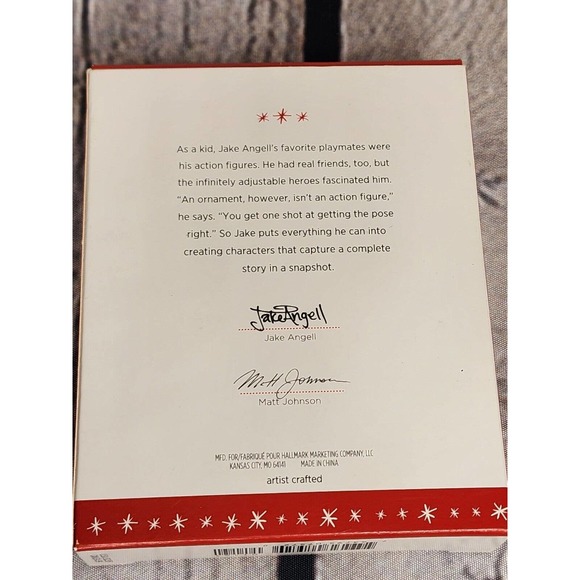 As a kid, Jake Angell's favorite playmates were
his action figures. He had real friends, too, but
the infinitely adjustable heroes fascinated him.
"An ornament, however, isn't an action figure,"
he says. "You get one shot at getting the pose
right." So Jake puts everything he can into
creating characters that capture a complete
story in a snapshot.
Jake Angell
Jake Angell
Matt Johnson
Matt Johnson
MFD. FOR/FABRIQUÉ POUR HALLMARK MARKETING COMPANY, LLC
KANSAS CITY, MO 64141 MADE IN CHINA
artist crafted